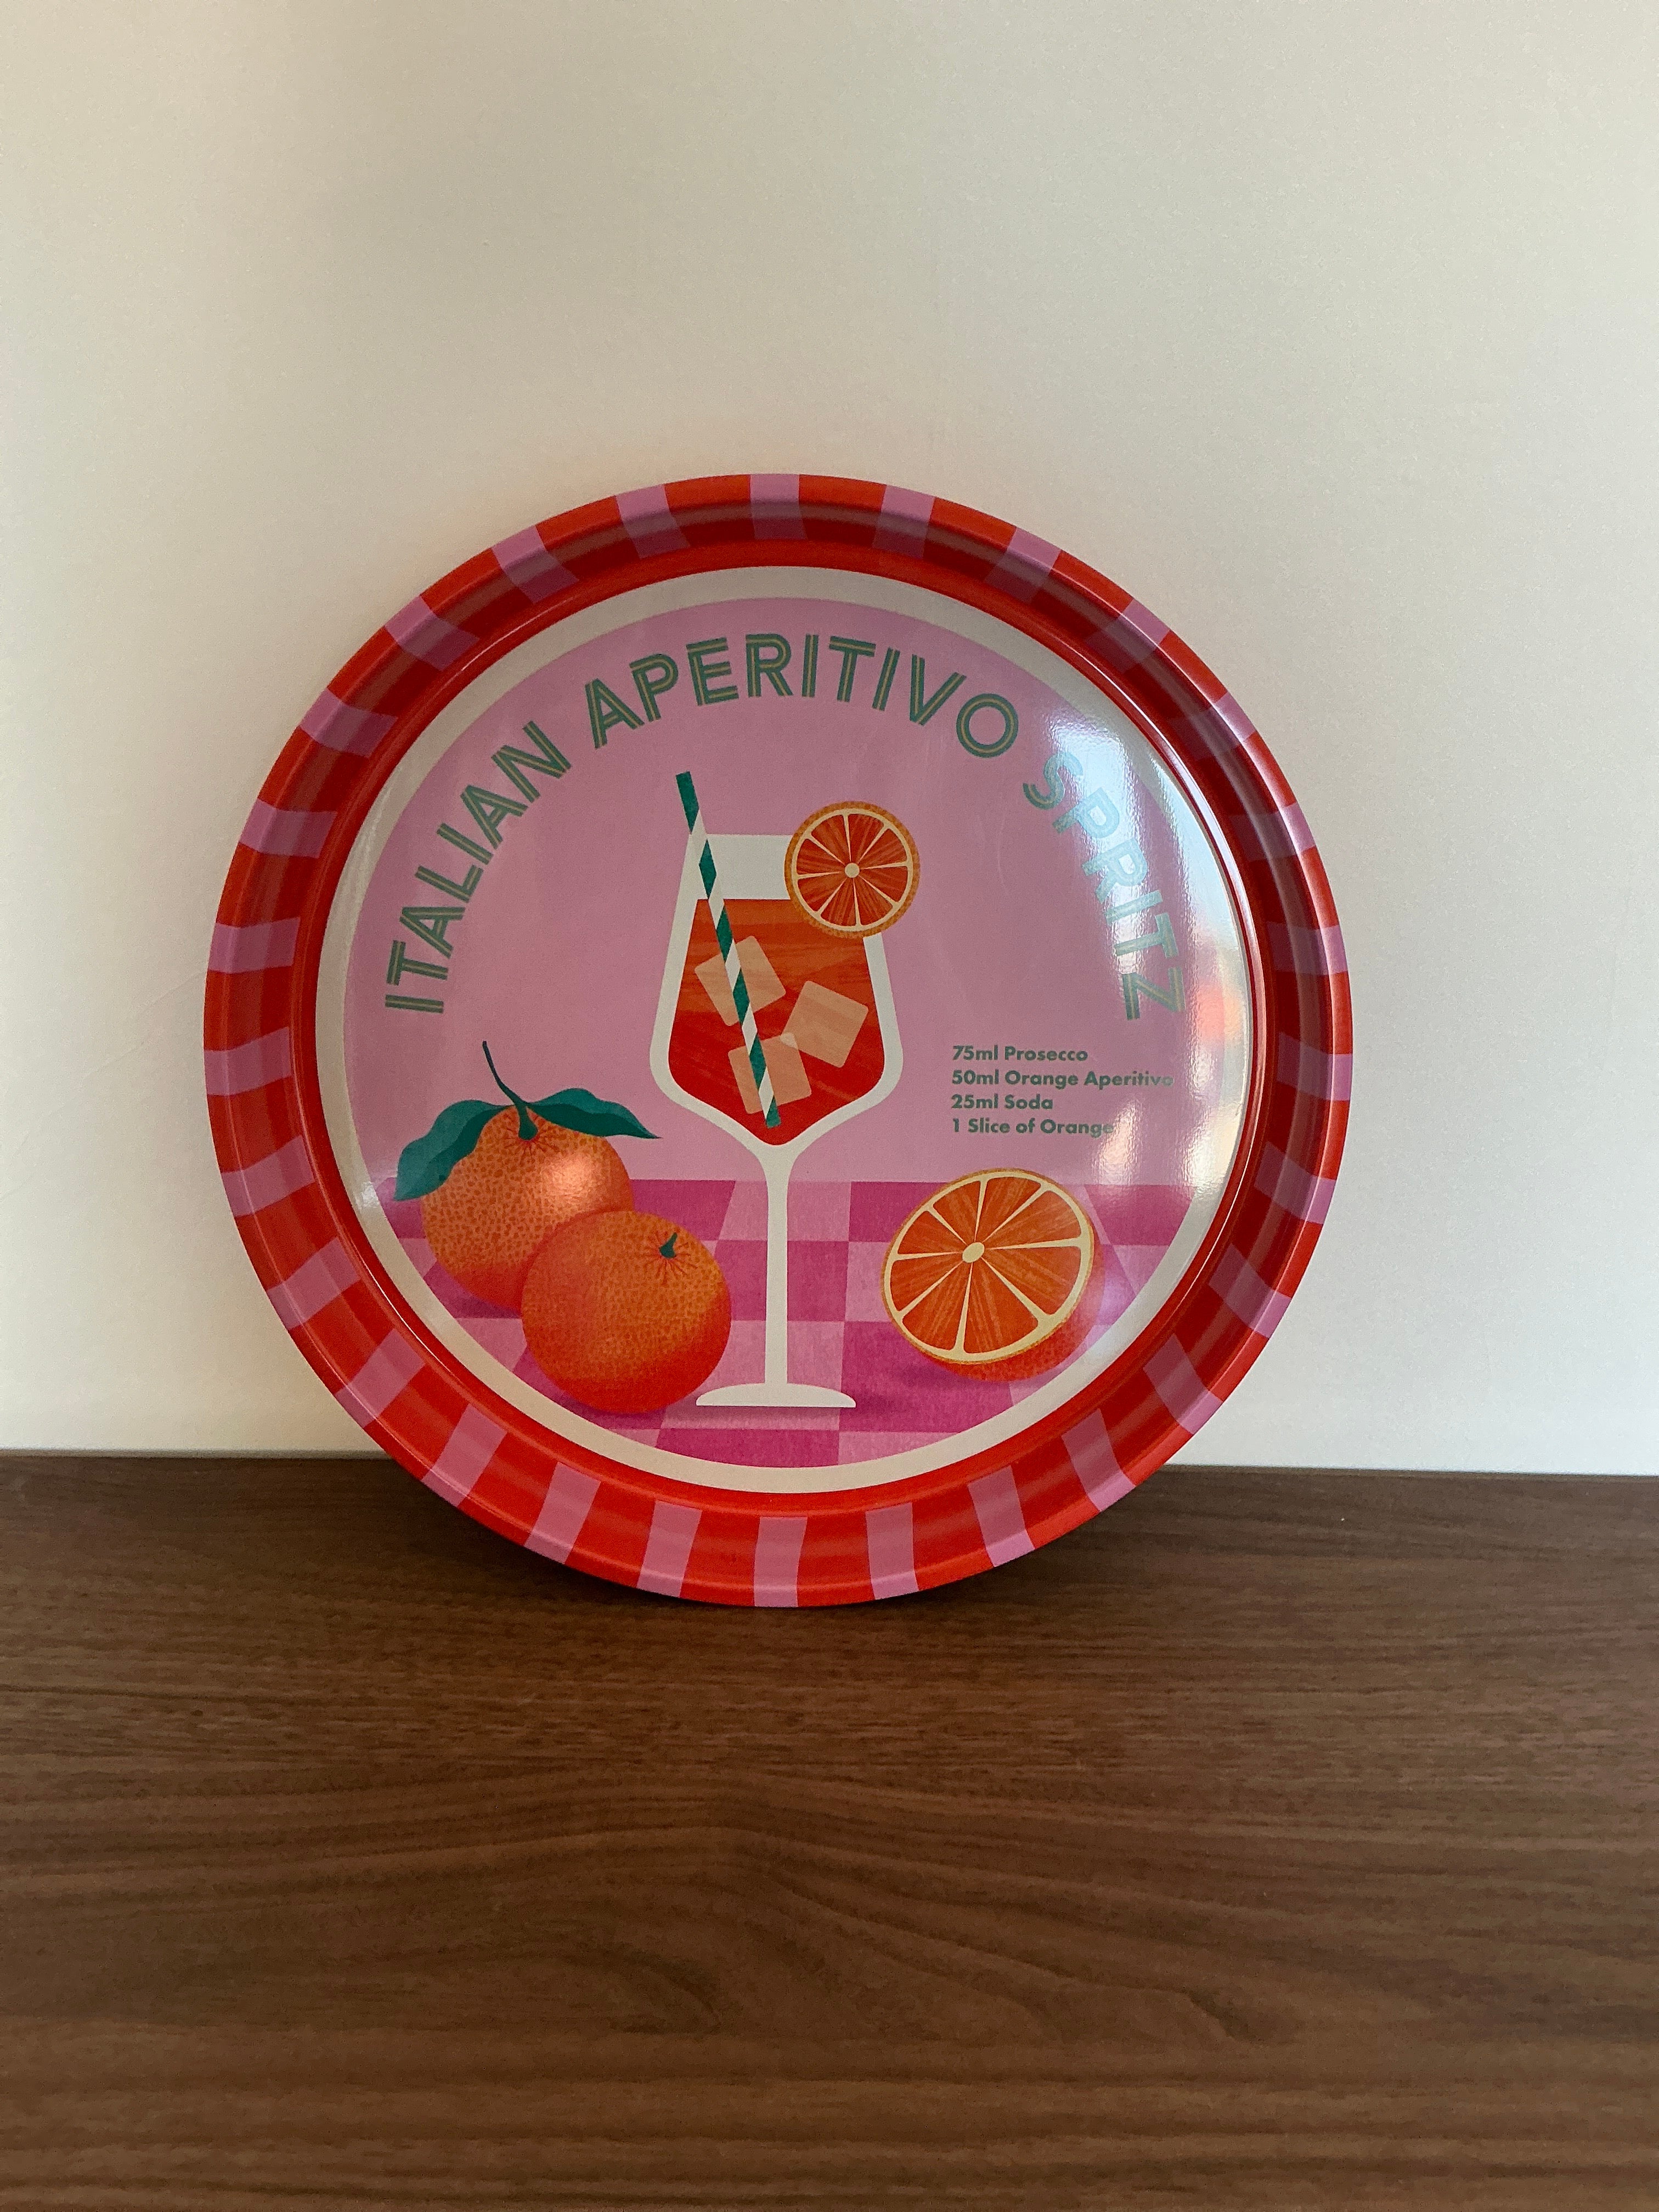 ITALIAN APERITIVO SPRITZ
75ml Prosecco
50ml Orange Aperitivo
25ml Soda
1 Slice of Orange